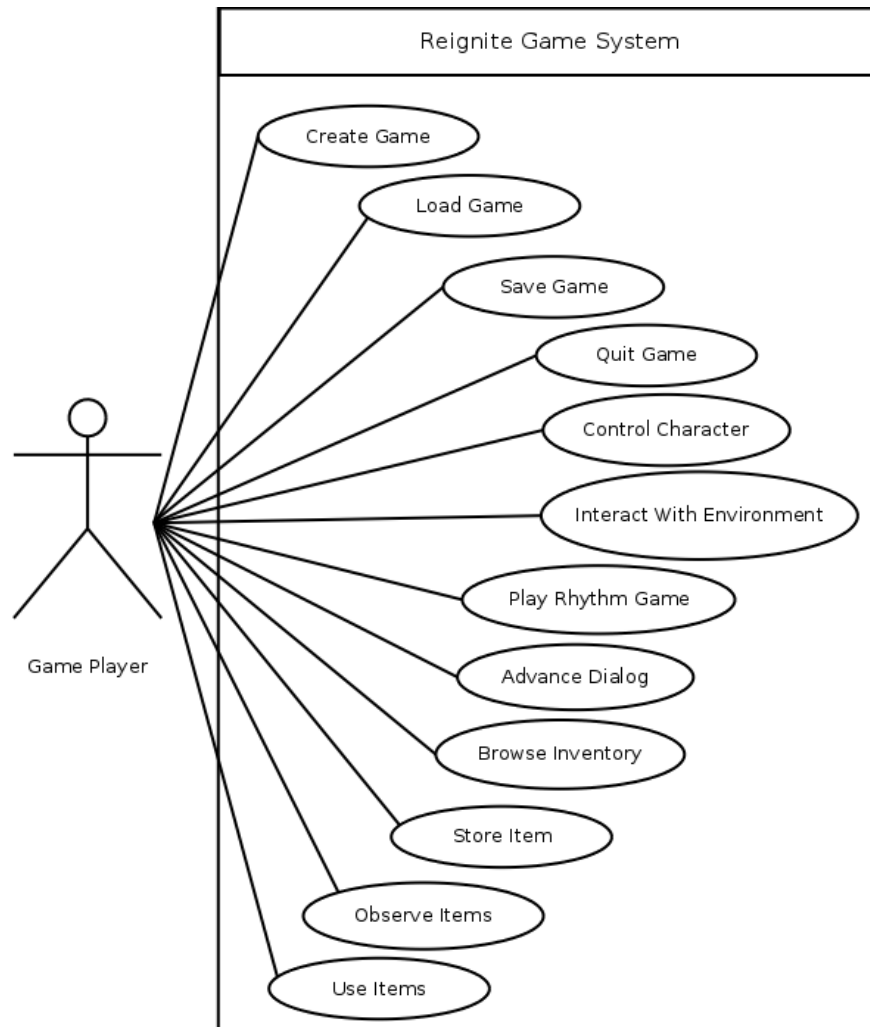 Reignite Game System
Create Game
Load Game
Save Game
Quit Game
Control Character
Interact With Environment
Play Rhythm Game
Game Player
Advance Dialog
Browse Inventory
Store Item
Observe Items
Use Items